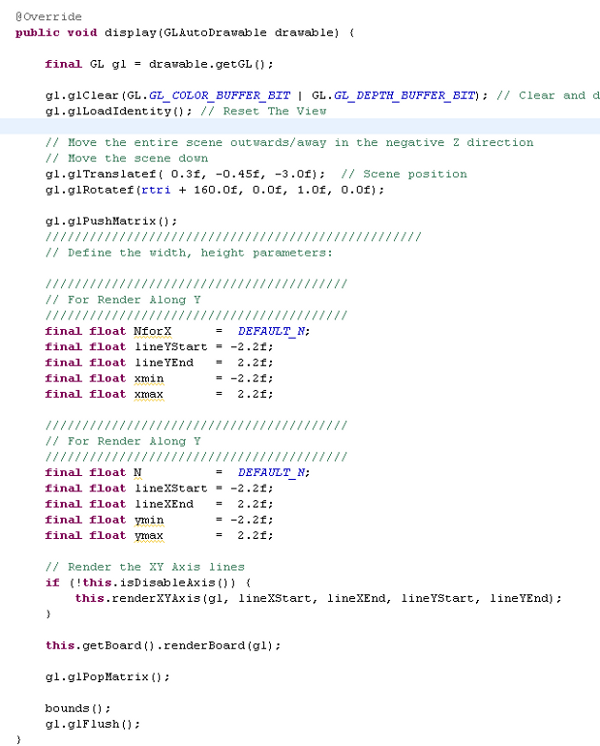 @Override
public void display(GLAutoDrawable drawable) {
final GL gl = drawable.getGL();
gl.glClear(GL.GL_COLOR_BUFFER_BIT | GL.GL_DEPTH_BUFFER_BIT); // Clear and d
gl.glLoadIdentity(); // Reset The View
// Move the entire scene outwards/away in the negative Z direction
// Move the scene down
gl.glTranslatef( 0.3f, -0.45f, -3.0f);  // Scene position
gl.glRotatef(rtri + 160.0f, 0.0f, 1.0f, 0.0f);
gl.glPushMatrix();
///////////////////////////////////////////////////
// Define the width, height parameters:
/////////////////////////////////////////
// For Render Along Y
/////////////////////////////////////////
final float NforX      =  DEFAULT_N;
final float lineYStart = -2.2f;
final float lineYEnd   =  2.2f;
final float xmin       = -2.2f;
final float xmax       =  2.2f;
/////////////////////////////////////////
// For Render Along Y
/////////////////////////////////////////
final float N          =  DEFAULT_N;
final float lineXStart = -2.2f;
final float lineXEnd   =  2.2f;
final float ymin       = -2.2f;
final float ymax       =  2.2f;
// Render the XY Axis lines
if (!this.isDisableAxis()) {
this.renderXYAxis(gl, lineXStart, lineXEnd, lineYStart, lineYEnd);
}
this.getBoard().renderBoard(gl);
gl.glPopMatrix();
bounds();
gl.glFlush();
}